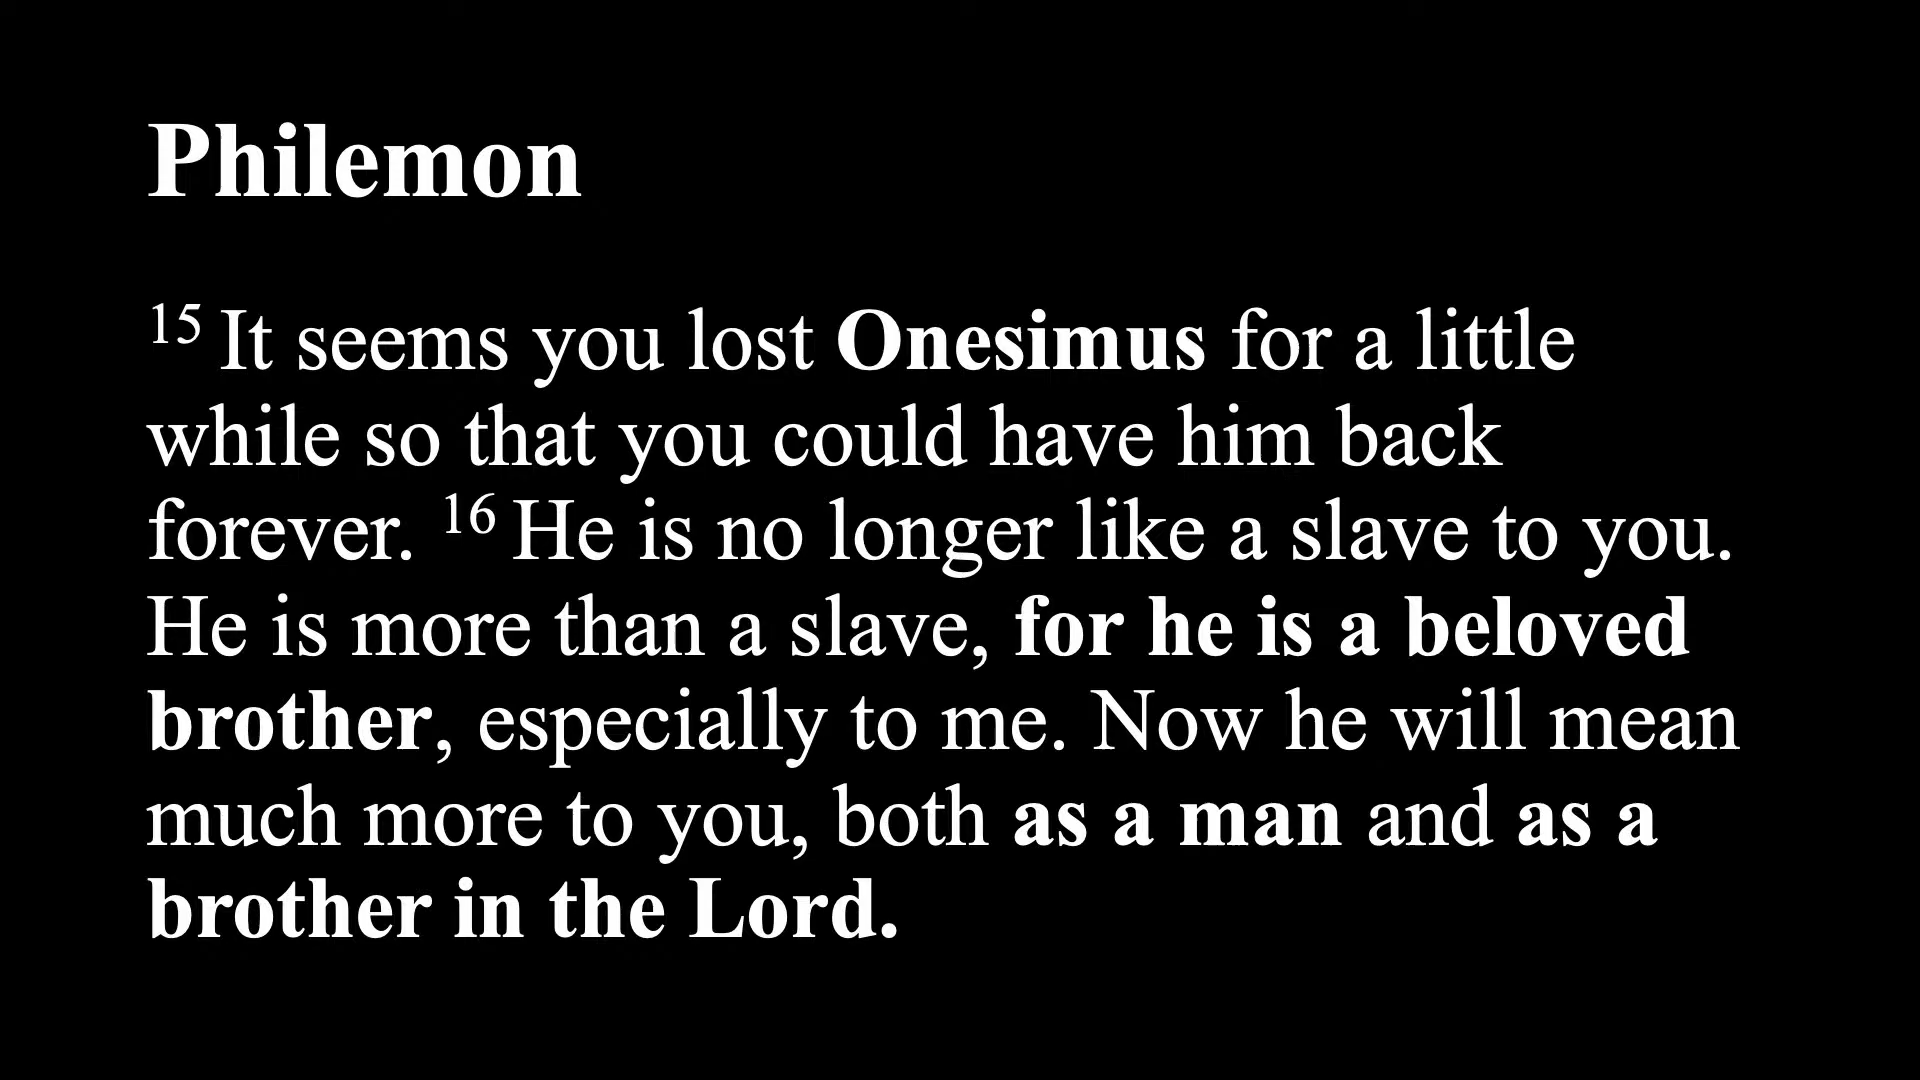 Philemon
15 It seems you lost Onesimus for a little
while so that you could have him back
forever. 16 He is no longer like a slave to you.
He is more than a slave, for he is a beloved
brother, especially to me. Now he will mean
much more to you, both as a man and as a
brother in the Lord.